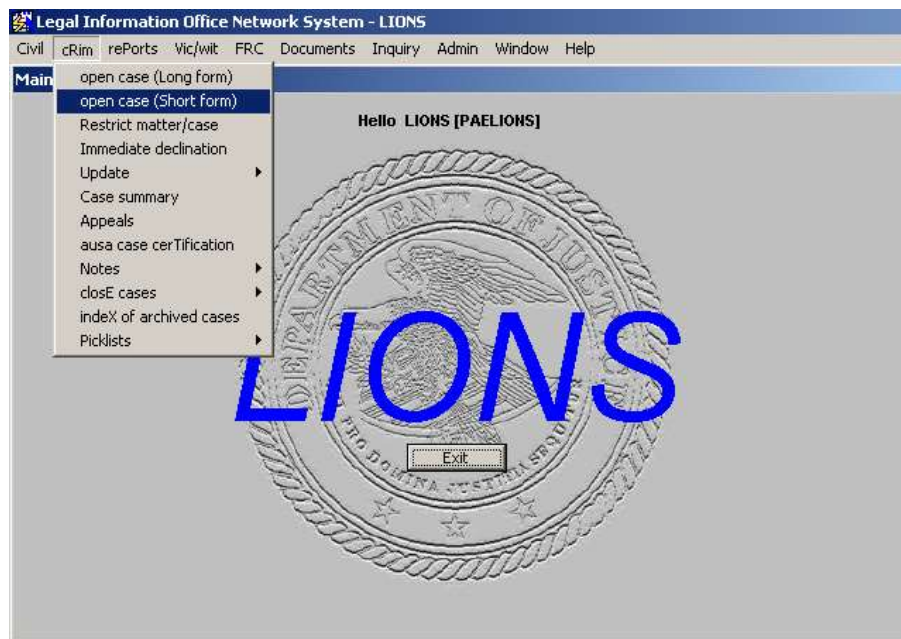 Legal Information Office Network System - LIONS
Civil cRim rePorts Vic/wit FRC Documents Inquiry Admin Window Help
Main
open case (Long form)
open case (Short form)
Restrict matter/case
Immediate declination
Update
Case summary
Appeals
ausa case cerTification
Notes
closE cases
indeX of archived cases
Picklists
Hello LIONS [PAELIONS]
DEPARTMENT OF JUSTICE
LIONS
Exit
PRO DOMINA JUSTITIA SEQUITUR